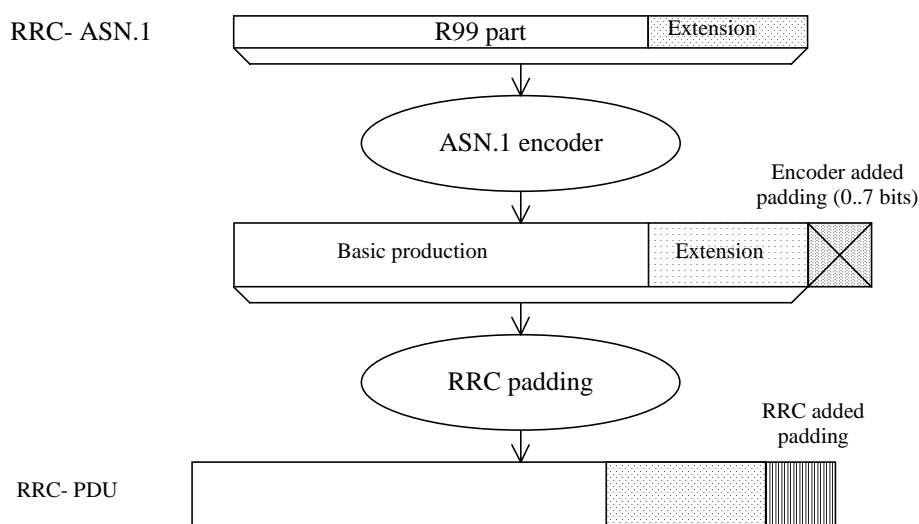 RRC- ASN.1
R99 part
Extension
ASN.1 encoder
Encoder added
padding (0..7 bits)
Basic production
Extension
RRC padding
RRC added
padding
RRC- PDU